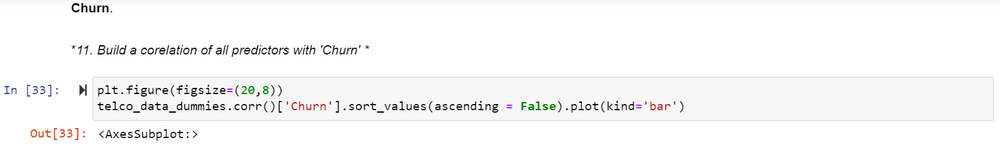 Churn.
*11. Build a corelation of all predictors with 'Churn' *
In [33]: plt.figure(figsize=(20,8))
telco_data_dummies.corr()['Churn'].sort_values(ascending = False).plot(kind='bar')
Out[33]: <AxesSubplot:>